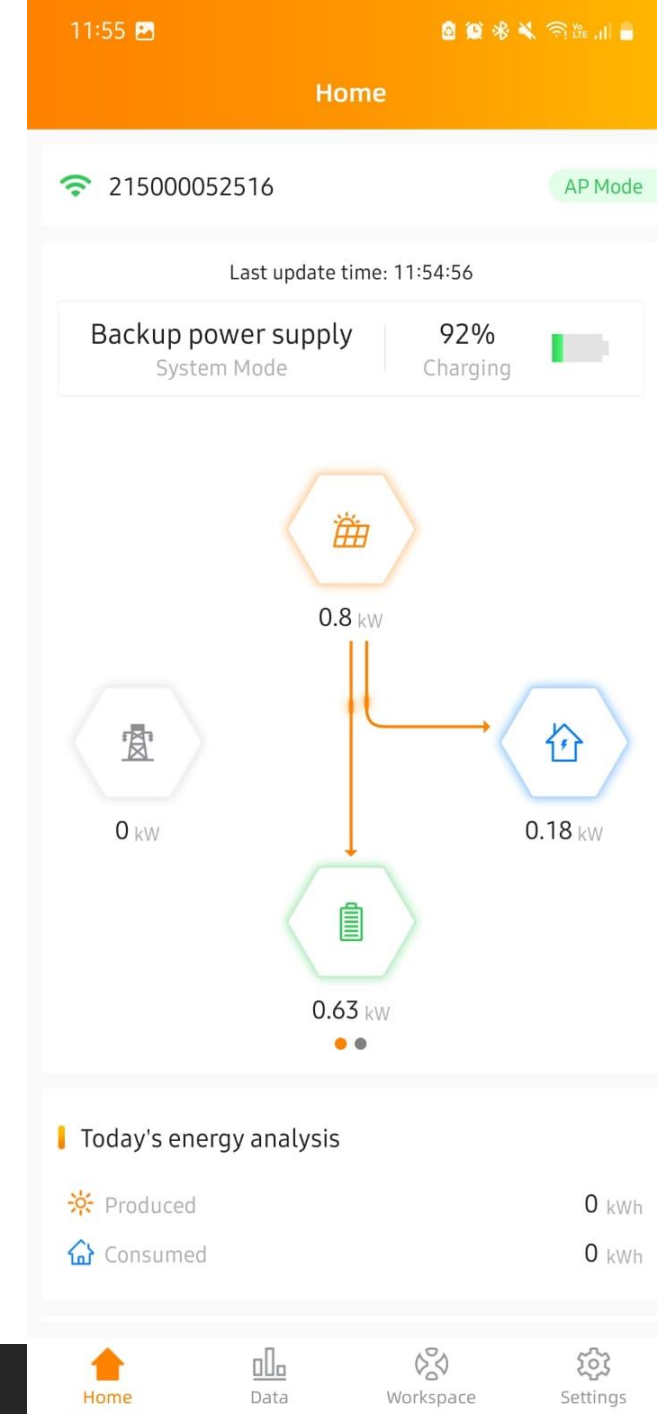 11:55
Vo
LTE
Home
215000052516 AP Mode
Last update time: 11:54:56
Backup power supply 92%
System Mode Charging
0.8 kW
0 kW 0.18 kW
0.63 kW
Today's energy analysis
Produced 0 kWh
Consumed 0 kWh
Home Data Workspace Settings